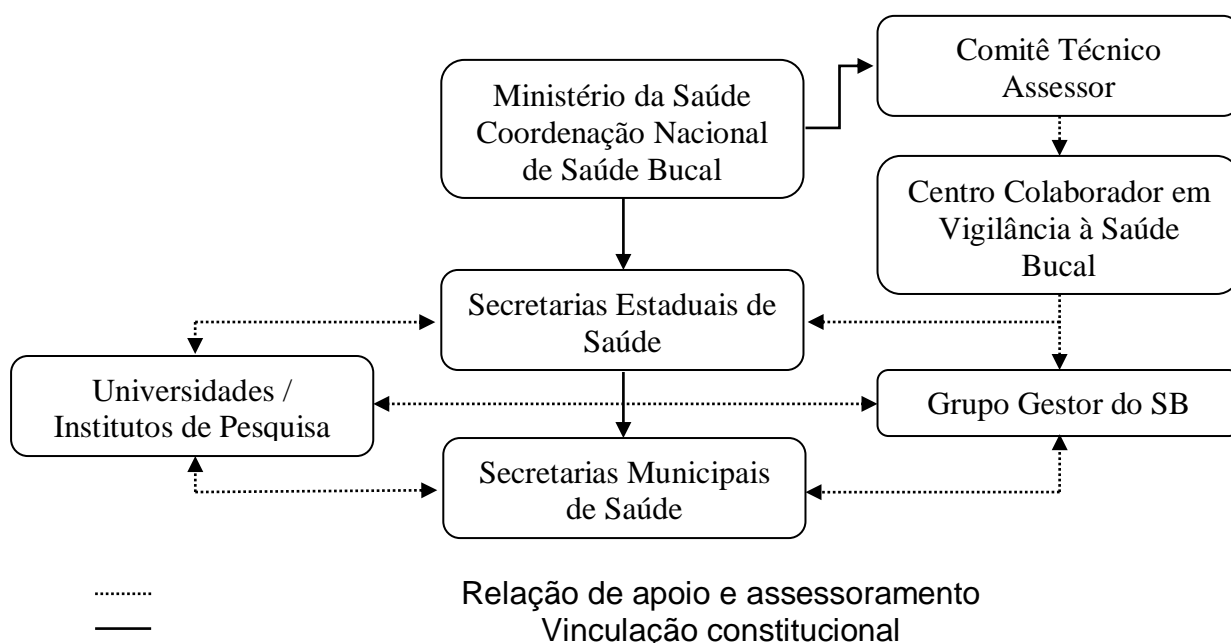 Comitê Técnico
Assessor
Ministério da Saúde
Coordenação Nacional
de Saúde Bucal
Centro Colaborador em
Vigilância à Saúde
Bucal
Secretarias Estaduais de
Saúde
Universidades /
Institutos de Pesquisa
Grupo Gestor do SB
Secretarias Municipais
de Saúde
Relação de apoio e assessoramento
Vinculação constitucional